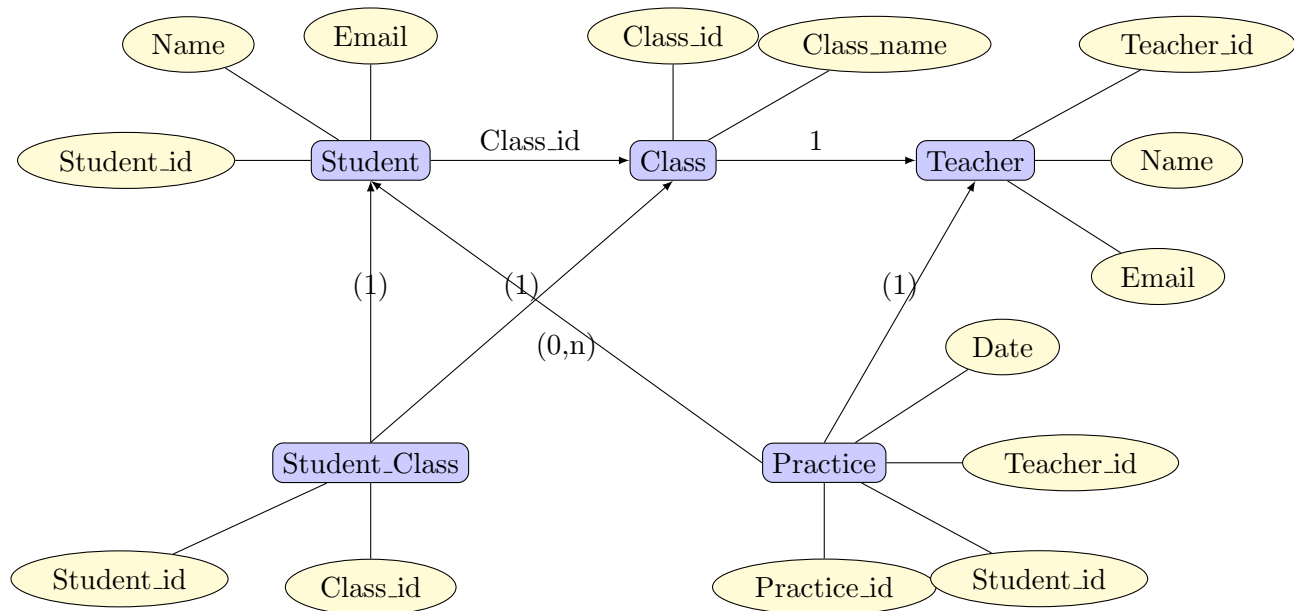 Name
Email
Class_id
Class_name
Teacher_id
Student_id
Student
Class_id
Class
1
Teacher
Name
Email
(1)
(1)
(1)
(0,n)
Date
Student_Class
Practice
Teacher_id
Student_id
Class_id
Practice_id
Student_id